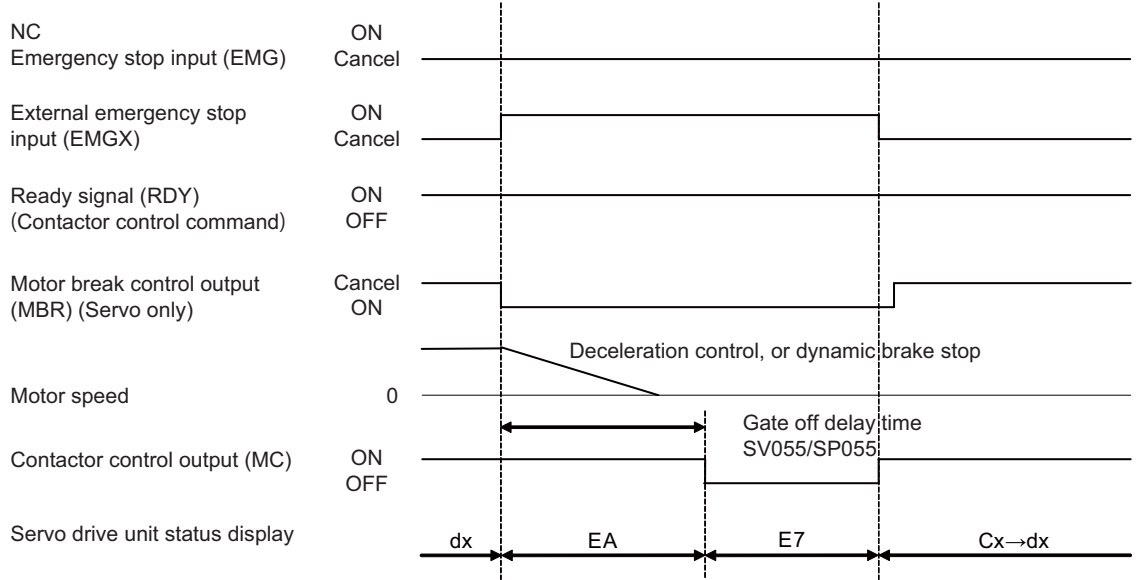 NC ON
Emergency stop input (EMG) Cancel
External emergency stop ON
input (EMGX) Cancel
Ready signal (RDY) ON
(Contactor control command) OFF
Motor break control output Cancel
(MBR) (Servo only) ON
Deceleration control, or dynamic brake stop
Motor speed 0
Gate off delay time
SV055/SP055
Contactor control output (MC) ON
OFF
Servo drive unit status display
dx EA E7 Cx→dx